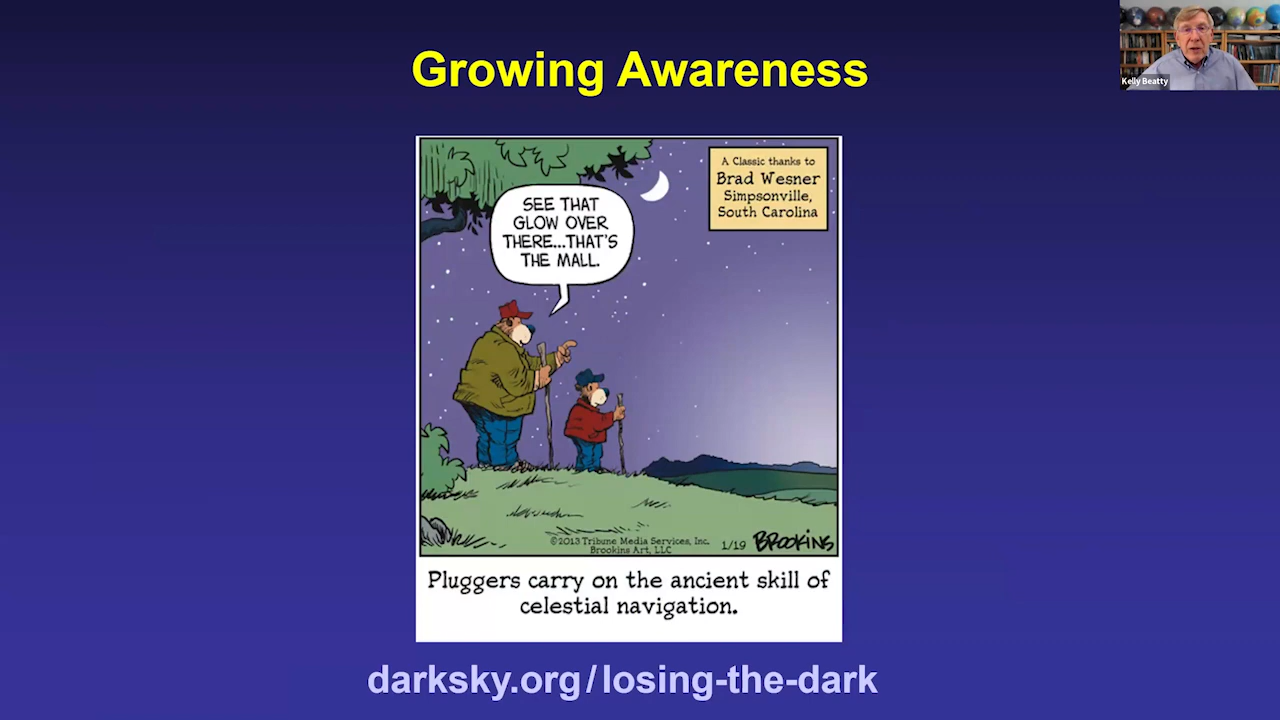 Growing Awareness
Kelly Beatty
A Classic thanks to
Brad Wesner
Simpsonville,
South Carolina
SEE THAT
GLOW OVER
THERE...THAT'S
THE MALL.
©2013 Tribune Media Services, Inc.
Brookins Art, LLC
1/19 BROOKINS
Pluggers carry on the ancient skill of
celestial navigation.
darksky.org/losing-the-dark